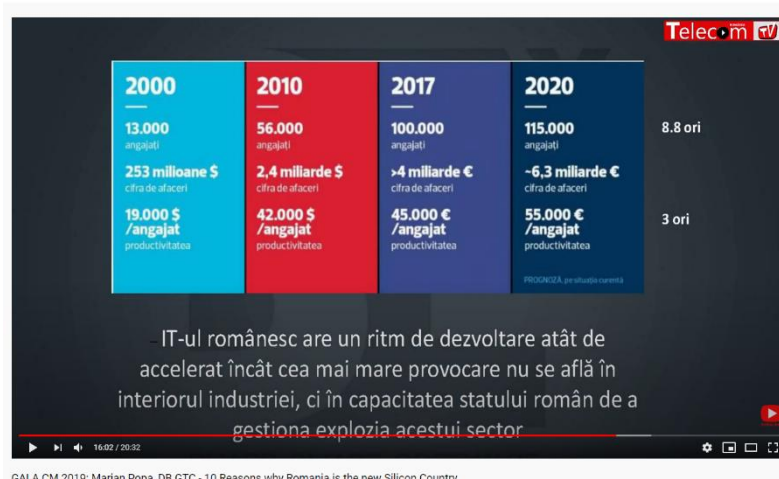 Telecom TV
2000
13.000
angajați
253 milioane $
cifra de afaceri
19.000 $
/angajat
productivitatea
2010
56.000
angajați
2,4 miliarde $
cifra de afaceri
42.000 $
/angajat
productivitatea
2017
100.000
angajați
>4 miliarde €
cifra de afaceri
45.000 €
/angajat
productivitatea
2020
115.000
angajați
~6,3 miliarde €
cifra de afaceri
55.000 €
/angajat
productivitatea
PROGNOZĂ, pe situația curentă
8.8 ori
3 ori
IT-ul românesc are un ritm de dezvoltare atât de
accelerat încât cea mai mare provocare nu se află în
interiorul industriei, ci în capacitatea statului român de a
gestiona explozia acestui sector
16:02 / 20:32
GALA CM 2019: Marian Popa, DB GTC - 10 Reasons why Romania is the new Silicon Country